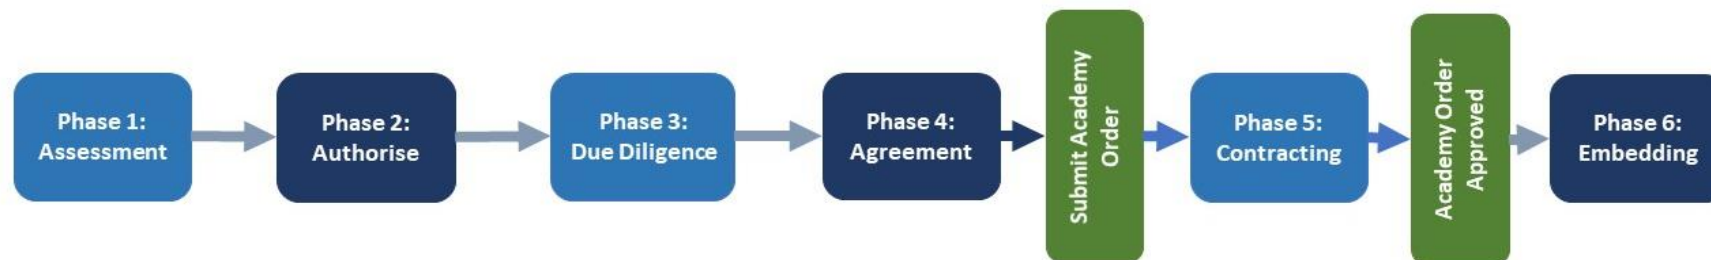 Phase 1:
Assessment
Phase 2:
Authorise
Phase 3:
Due Diligence
Phase 4:
Agreement
Submit Academy
Order
Phase 5:
Contracting
Academy Order
Approved
Phase 6:
Embedding